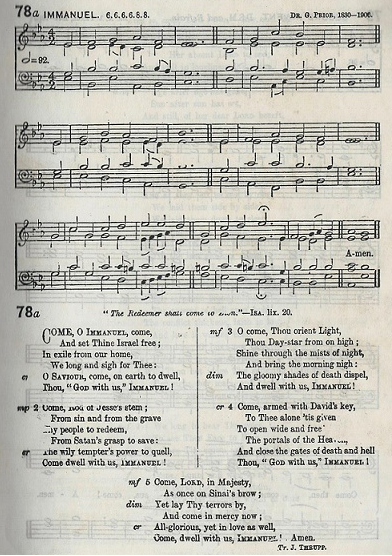 78a IMMANUEL. 6.6.6.6.8.8. DR. G. PRIOR, 1830–1906.
=92.
A-men.
78a "The Redeemer shall come to"—ISA. lix. 20.
COME, O IMMANUEL, come,
And set Thine Israel free;
In exile from our home,
We long and sigh for Thee:
cr O SAVIOUR, come, on earth to dwell,
Thou, "GOD with us," IMMANUEL!
mp 2 Come, Rod of Jesse's stem;
From sin and from the grave
Thy people to redeem,
From Satan's grasp to save:
cr The wily tempter's power to quell,
Come dwell with us, IMMANUEL!
mf 3 O come, Thou orient Light,
Thou Day-star from on high;
Shine through the mists of night,
And bring the morning nigh:
dim The gloomy shades of death dispel,
And dwell with us, IMMANUEL!
cr 4 Come, armed with David's key,
To Thee alone 'tis given
To open wide and free
The portals of the
And close the gates of death and hell
Thou, "GOD with us," IMMANUEL!
mf 5 Come, LORD, in Majesty,
As once on Sinai's brow;
dim Yet lay Thy terrors by,
And come in mercy now;
cr All-glorious, yet in love as well,
Come, dwell with us, IMMANUEL! Amen.
Tr. J. THRUPP.